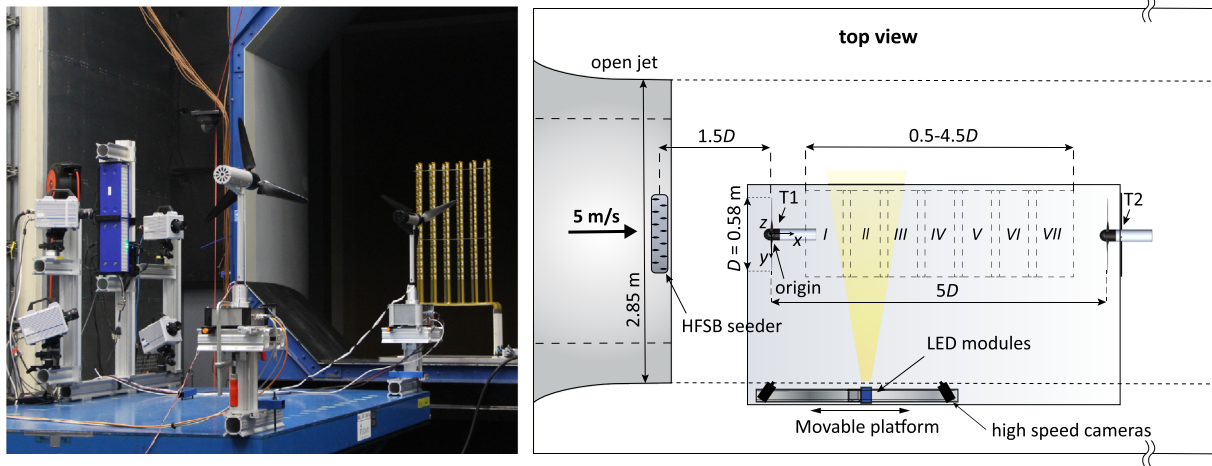 top view
open jet
1.5D
0.5-4.5D
5 m/s
2.85 m
HFSB seeder
D = 0.58 m
T1
z
x
y
origin
I
II
III
IV
V
VI
VII
T2
5D
LED modules
Movable platform
high speed cameras